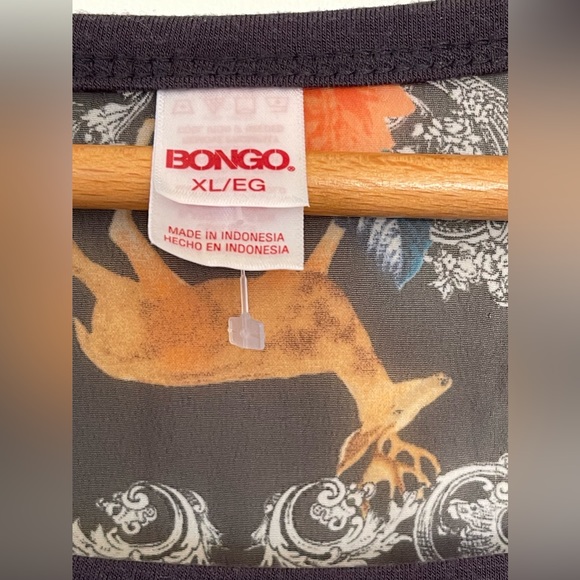 BONGO®
XL/EG
MADE IN INDONESIA
HECHO EN INDONESIA